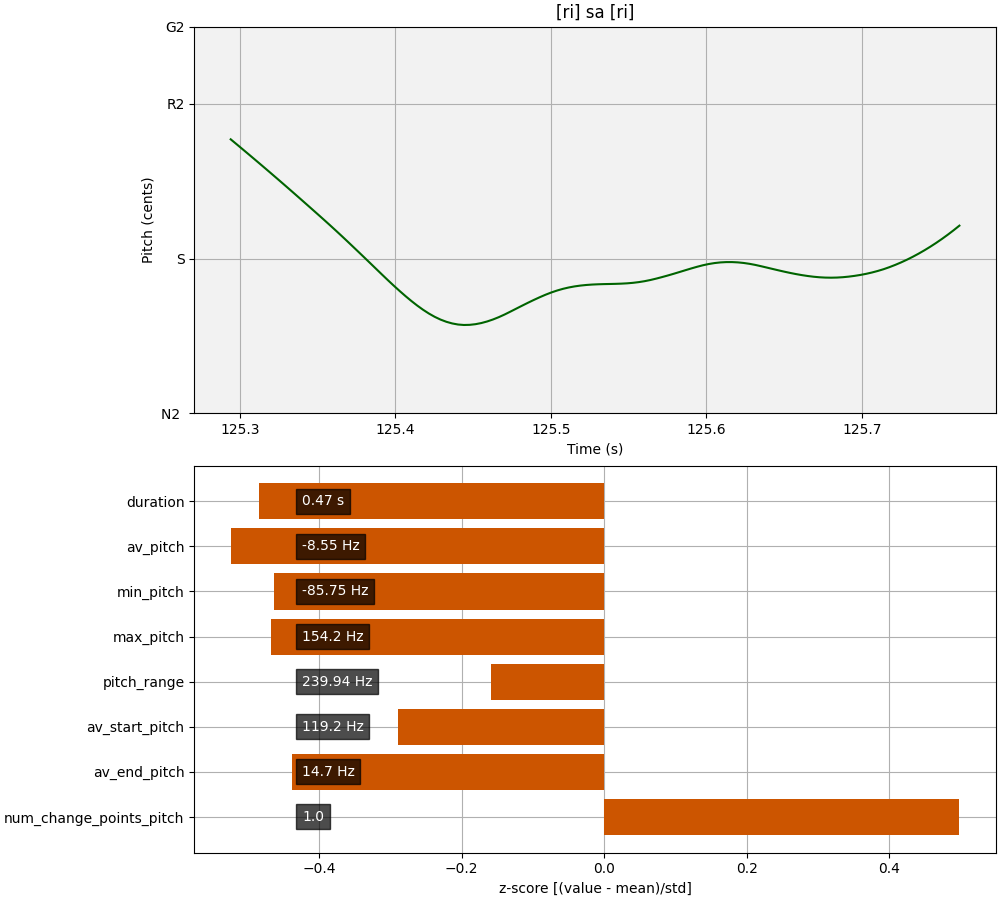 [ri] sa [ri]
G2
R2
S
N2
Pitch (cents)
125.3 125.4 125.5 125.6 125.7
Time (s)
duration 0.47 s
av_pitch -8.55 Hz
min_pitch -85.75 Hz
max_pitch 154.2 Hz
pitch_range 239.94 Hz
av_start_pitch 119.2 Hz
av_end_pitch 14.7 Hz
num_change_points_pitch 1.0
−0.4 −0.2 0.0 0.2 0.4
z-score [(value - mean)/std]